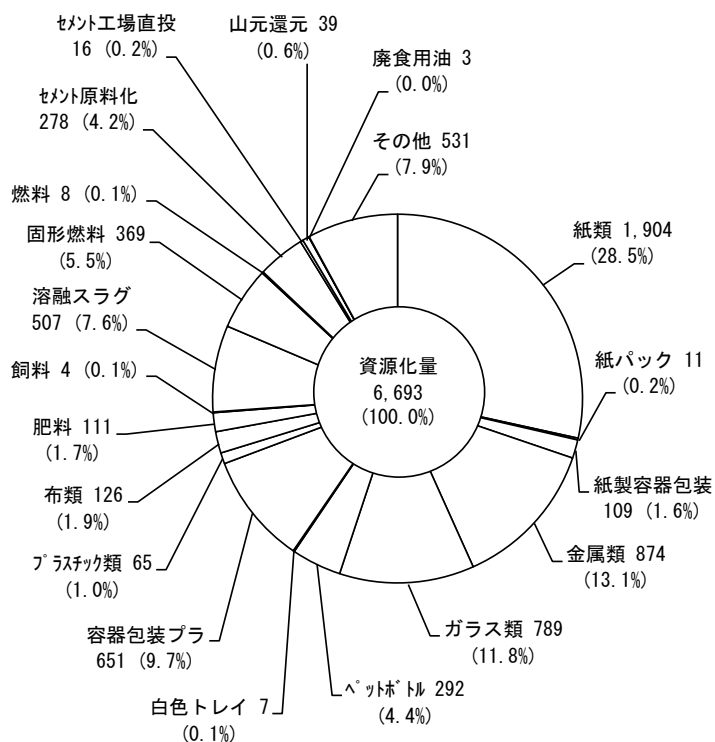 セメント工場直投
16 (0.2%)
山元還元 39
(0.6%)
廃食用油 3
(0.0%)
セメント原料化
278 (4.2%)
その他 531
(7.9%)
燃料 8 (0.1%)
固形燃料 369
(5.5%)
紙類 1,904
(28.5%)
溶融スラグ
507 (7.6%)
資源化量
6,693
(100.0%)
紙パック 11
(0.2%)
飼料 4 (0.1%)
肥料 111
(1.7%)
紙製容器包装
109 (1.6%)
布類 126
(1.9%)
金属類 874
(13.1%)
プラスチック類 65
(1.0%)
ガラス類 789
(11.8%)
容器包装プラ
651 (9.7%)
ペットボトル 292
(4.4%)
白色トレイ 7
(0.1%)